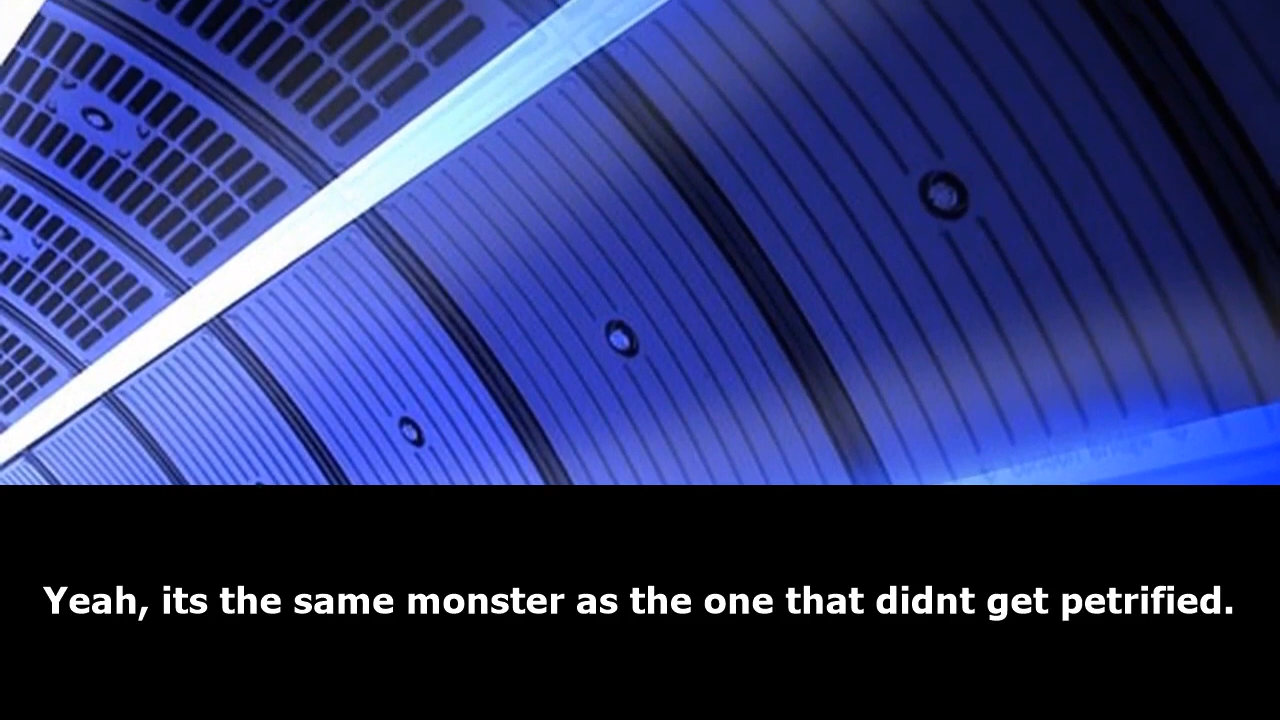 Yeah, its the same monster as the one that didnt get petrified.